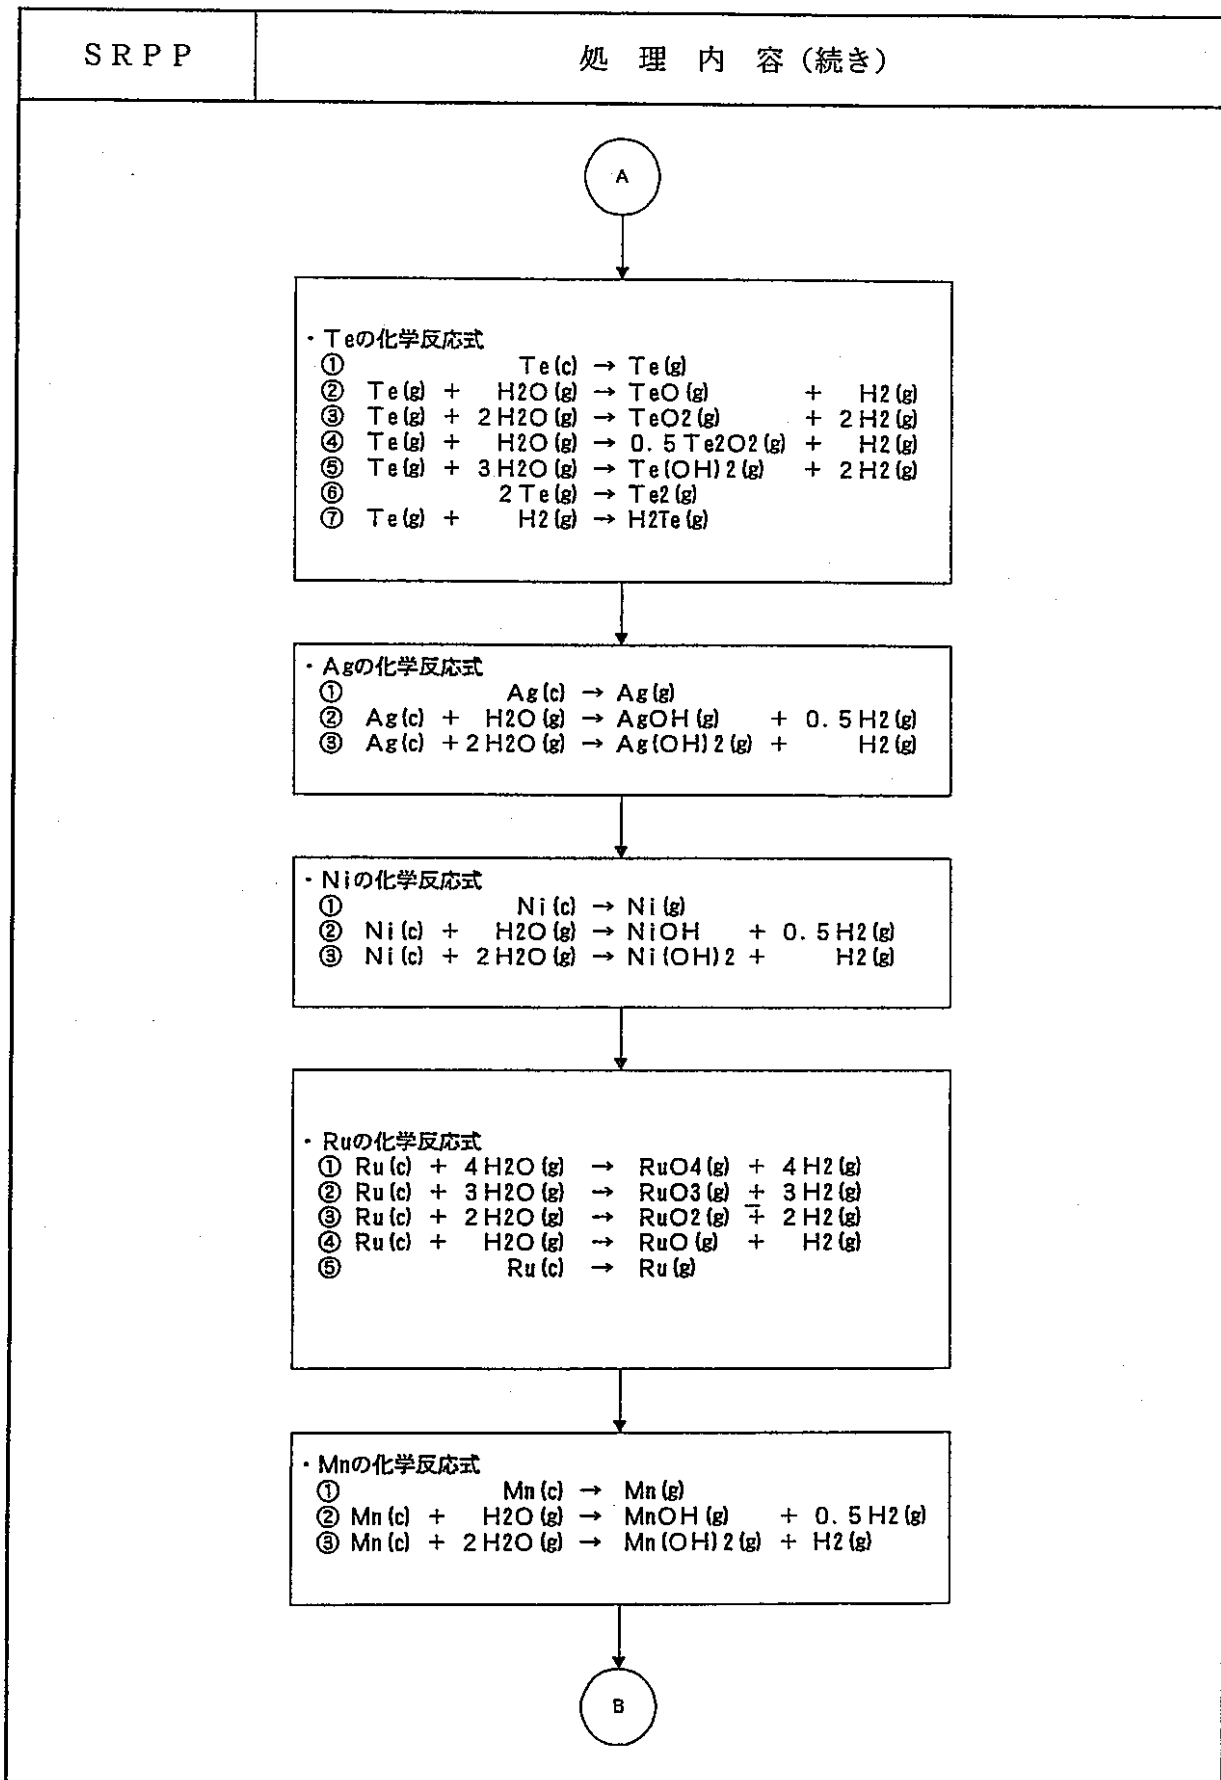 SRPP
処理内容(続き)
A
・Teの化学反応式
① Te(c) → Te(g)
② Te(g) + H2O(g) → TeO(g) + H2(g)
③ Te(g) + 2H2O(g) → TeO2(g) + 2H2(g)
④ Te(g) + H2O(g) → 0.5Te2O2(g) + H2(g)
⑤ Te(g) + 3H2O(g) → Te(OH)2(g) + 2H2(g)
⑥ 2Te(g) → Te2(g)
⑦ Te(g) + H2(g) → H2Te(g)
・Agの化学反応式
① Ag(c) → Ag(g)
② Ag(c) + H2O(g) → AgOH(g) + 0.5H2(g)
③ Ag(c) + 2H2O(g) → Ag(OH)2(g) + H2(g)
・Niの化学反応式
① Ni(c) → Ni(g)
② Ni(c) + H2O(g) → NiOH + 0.5H2(g)
③ Ni(c) + 2H2O(g) → Ni(OH)2 + H2(g)
・Ruの化学反応式
① Ru(c) + 4H2O(g) → RuO4(g) + 4H2(g)
② Ru(c) + 3H2O(g) → RuO3(g) + 3H2(g)
③ Ru(c) + 2H2O(g) → RuO2(g) + 2H2(g)
④ Ru(c) + H2O(g) → RuO(g) + H2(g)
⑤ Ru(c) → Ru(g)
・Mnの化学反応式
① Mn(c) → Mn(g)
② Mn(c) + H2O(g) → MnOH(g) + 0.5H2(g)
③ Mn(c) + 2H2O(g) → Mn(OH)2(g) + H2(g)
B